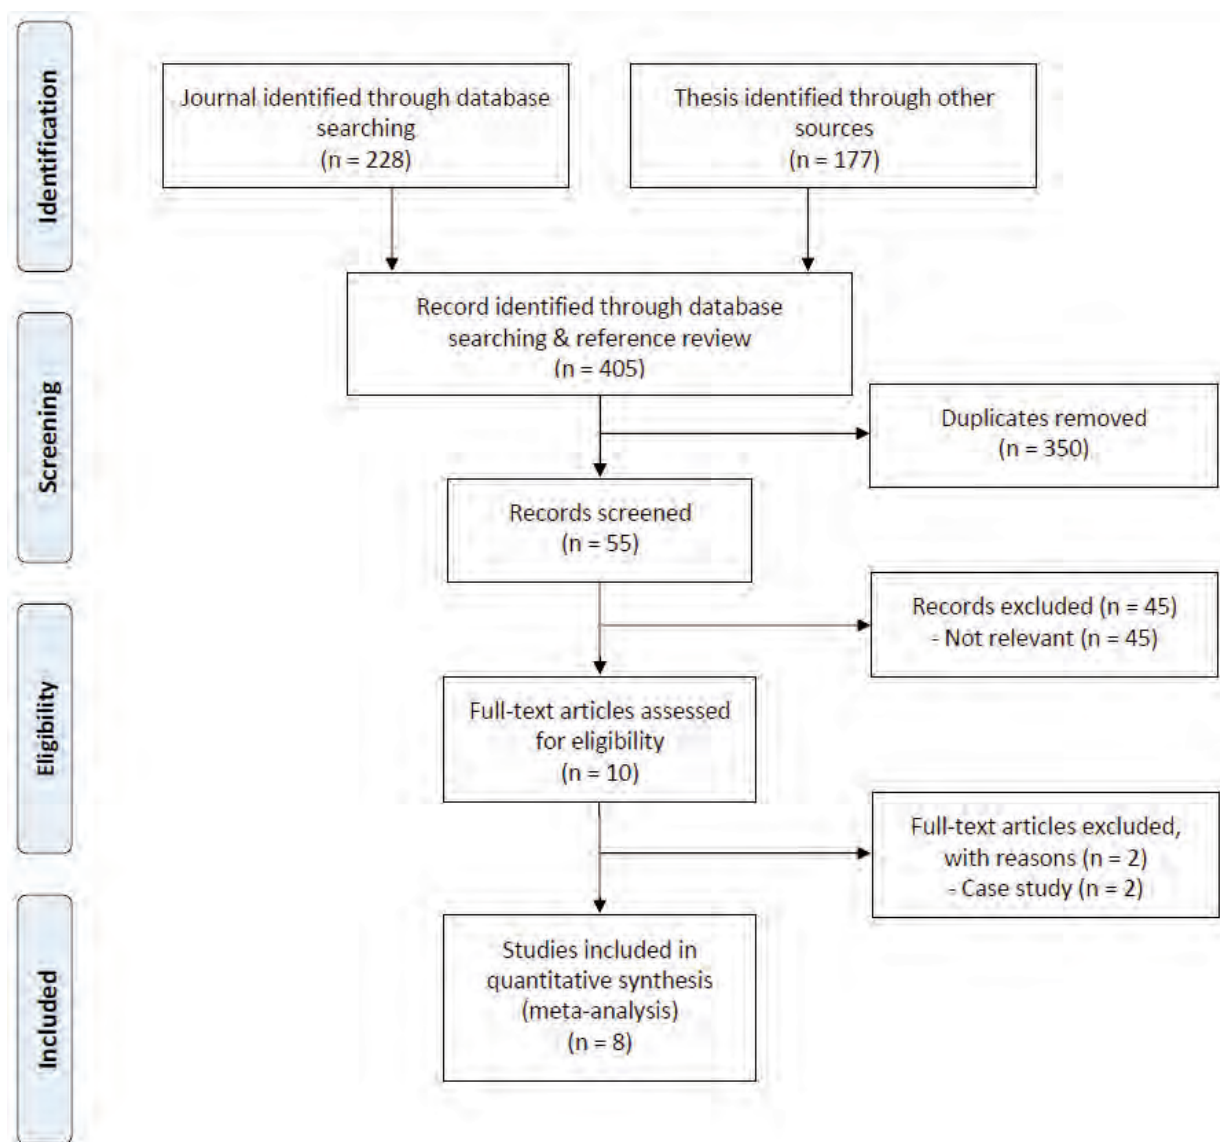 Identification
Journal identified through database
searching
(n = 228)
Thesis identified through other
sources
(n = 177)
Record identified through database
searching & reference review
(n = 405)
Screening
Duplicates removed
(n = 350)
Records screened
(n = 55)
Records excluded (n = 45)
- Not relevant (n = 45)
Eligibility
Full-text articles assessed
for eligibility
(n = 10)
Full-text articles excluded,
with reasons (n = 2)
- Case study (n = 2)
Included
Studies included in
quantitative synthesis
(meta-analysis)
(n = 8)